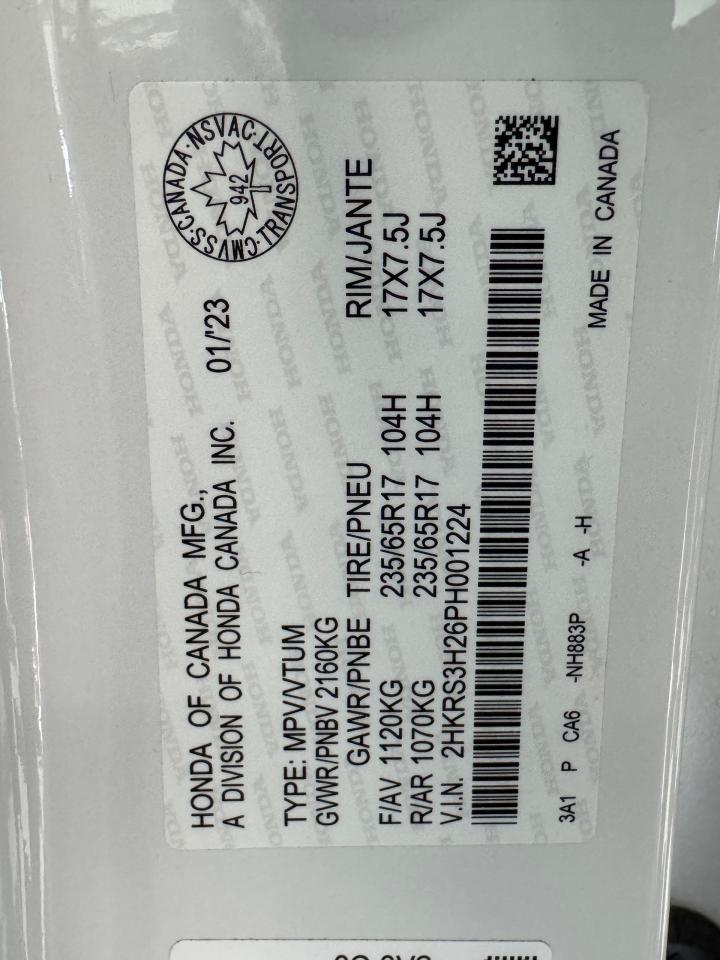 HONDA OF CANADA MFG.,
A DIVISION OF HONDA CANADA INC. 01/'23
CMVSS·CANADA·NSVAC·TRANSPORT
942
TYPE: MPV/VTUM
GVWR/PNBV 2160KG
GAWR/PNBE TIRE/PNEU RIM/JANTE
F/AV 1120KG 235/65R17 104H 17X7.5J
R/AR 1070KG 235/65R17 104H 17X7.5J
V.I.N. 2HKRS3H26PH001224
3A1 P CA6 -NH883P -A -H MADE IN CANADA